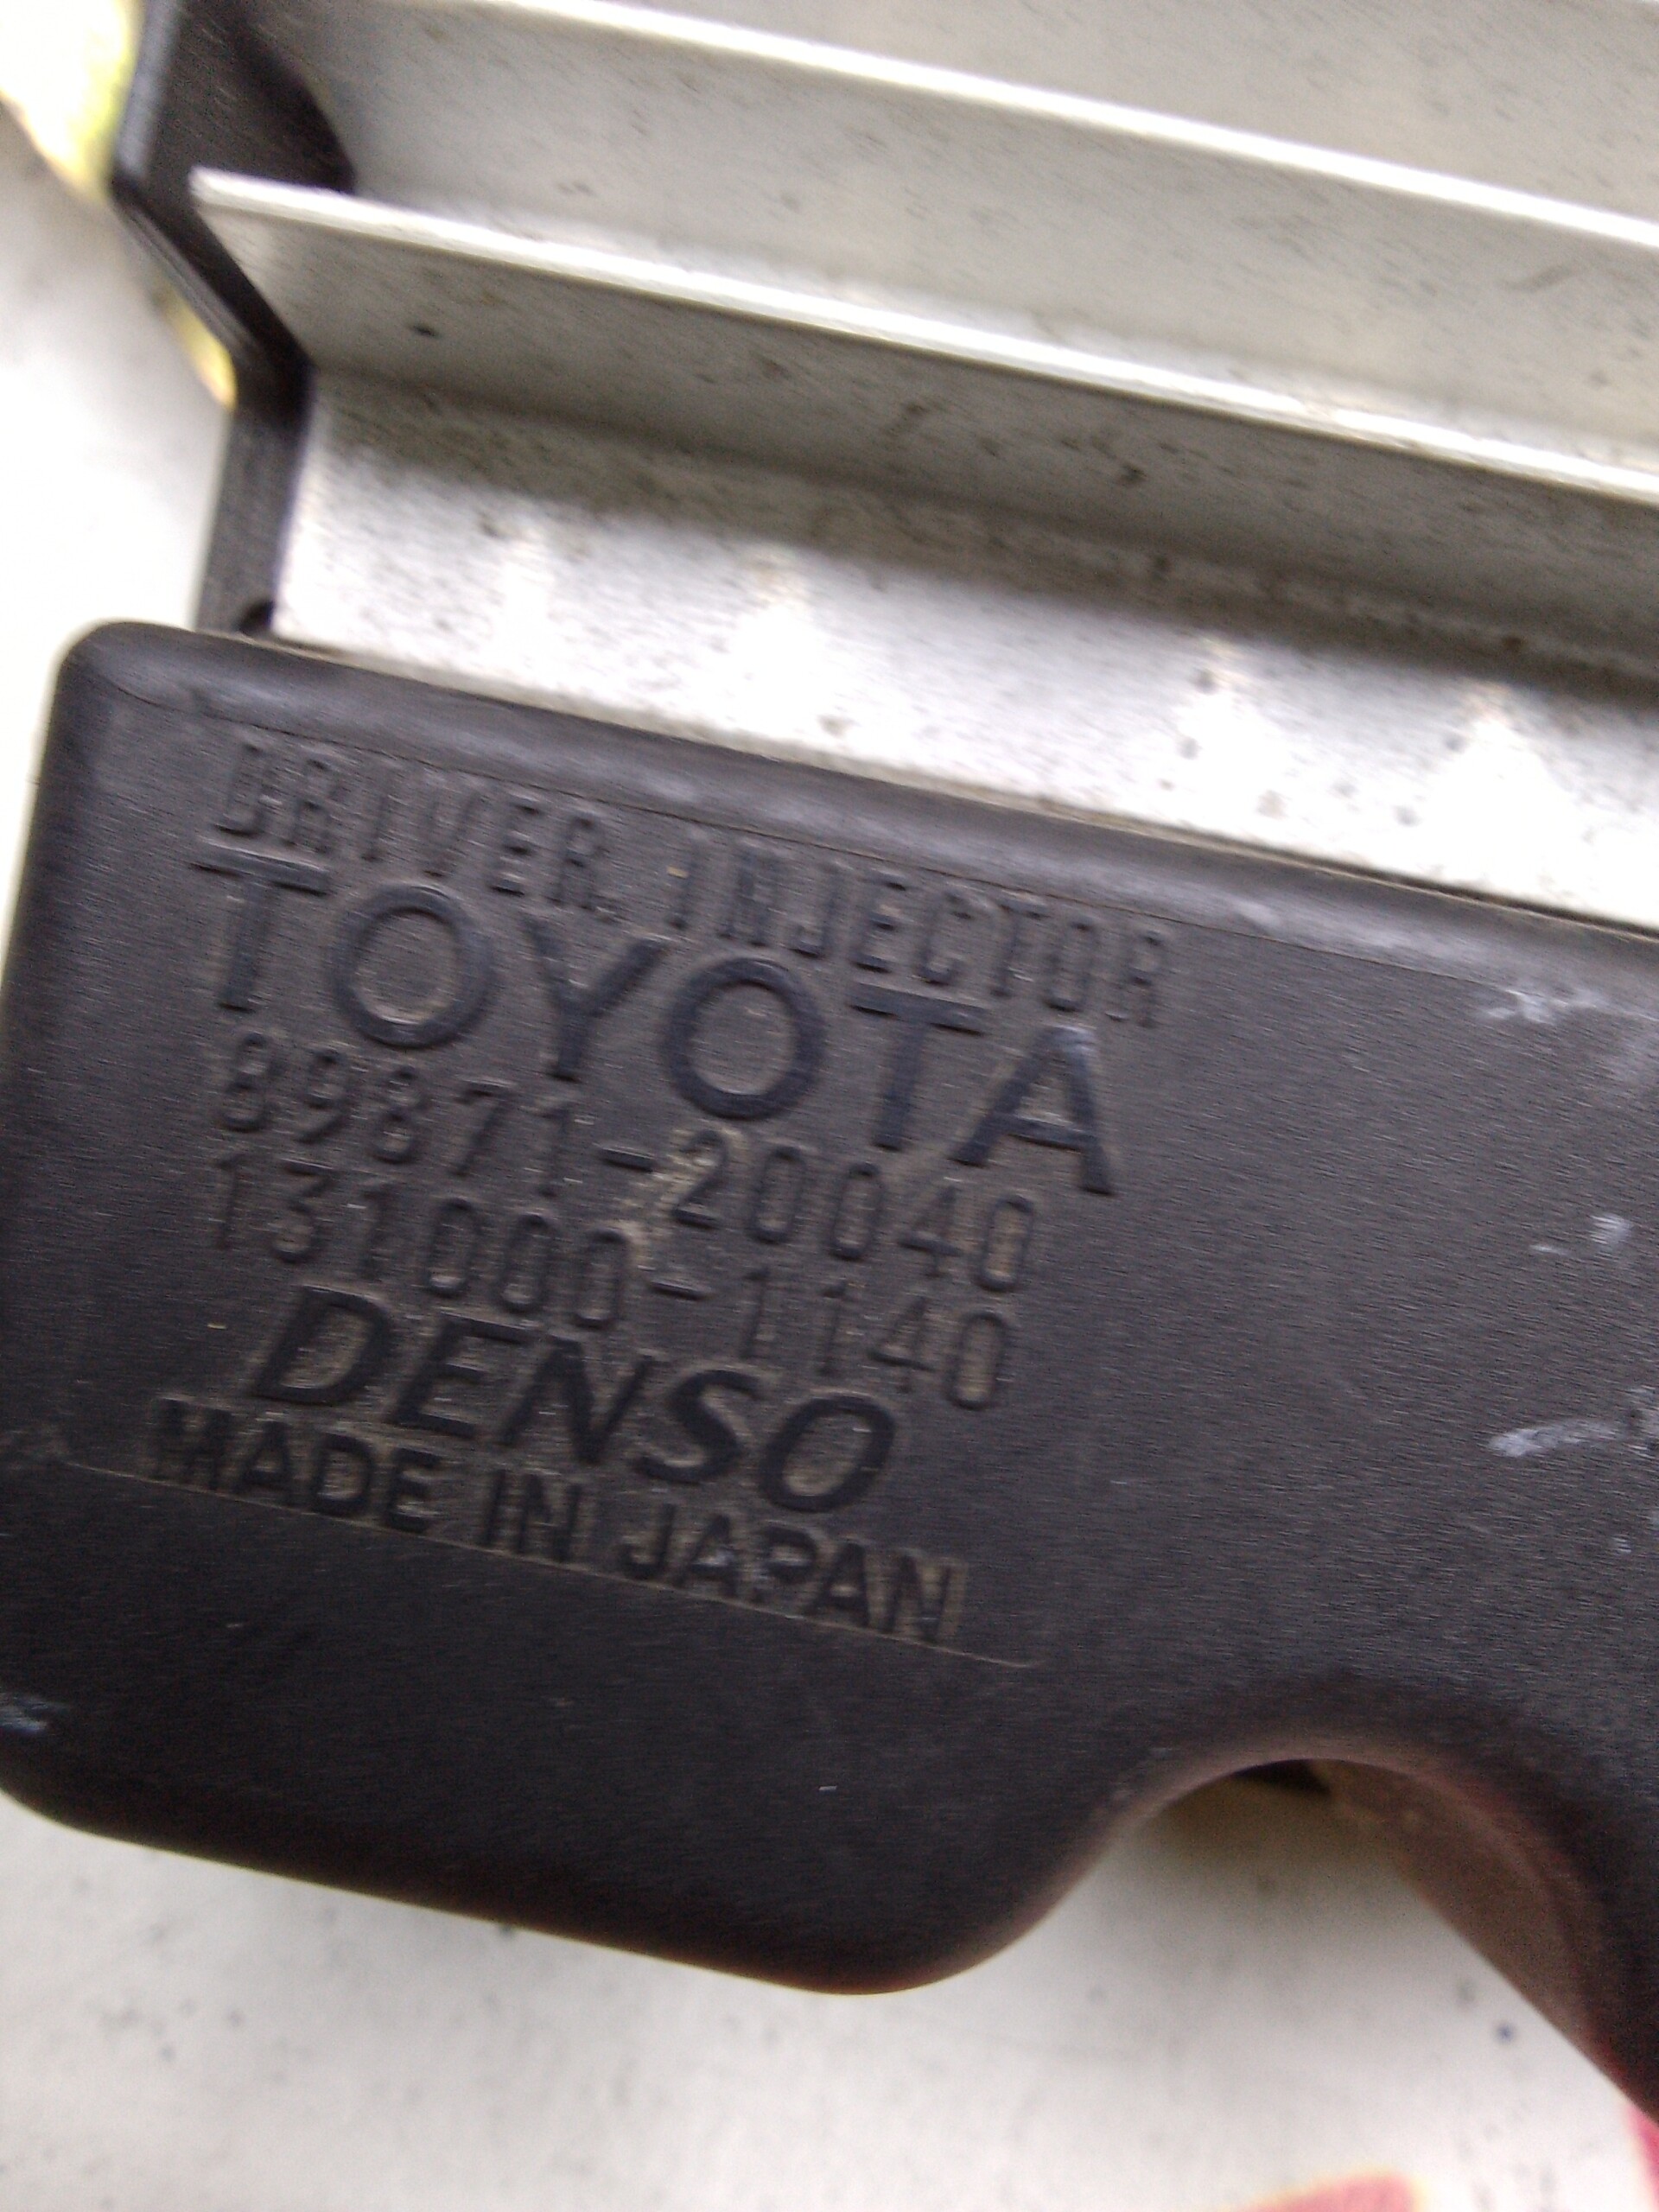 DRIVER. INJECTOR
TOYOTA
89871-20040
131000-1140
DENSO
MADE IN JAPAN